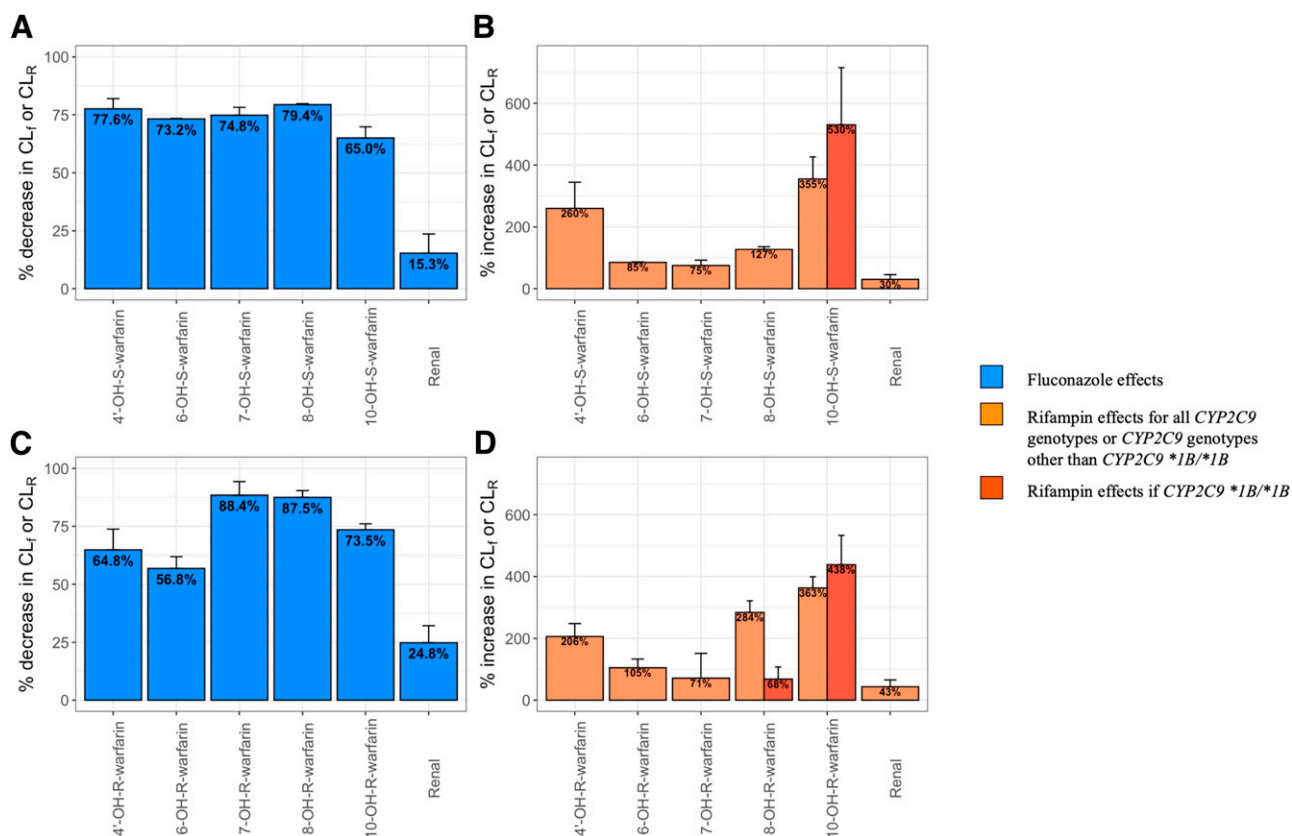 A
% decrease in CLf or CLR
100
75
50
25
0
77.6%
73.2%
74.8%
79.4%
65.0%
15.3%
4'-OH-S-warfarin
6-OH-S-warfarin
7-OH-S-warfarin
8-OH-S-warfarin
10-OH-S-warfarin
Renal
B
% increase in CLf or CLR
600
400
200
0
260%
85%
75%
127%
355%
530%
30%
4'-OH-S-warfarin
6-OH-S-warfarin
7-OH-S-warfarin
8-OH-S-warfarin
10-OH-S-warfarin
Renal
C
% decrease in CLf or CLR
100
75
50
25
0
64.8%
56.8%
88.4%
87.5%
73.5%
24.8%
4'-OH-R-warfarin
6-OH-R-warfarin
7-OH-R-warfarin
8-OH-R-warfarin
10-OH-R-warfarin
Renal
D
% increase in CLf or CLR
600
400
200
0
206%
105%
71%
284%
68%
363%
438%
43%
4'-OH-R-warfarin
6-OH-R-warfarin
7-OH-R-warfarin
8-OH-R-warfarin
10-OH-R-warfarin
Renal
Fluconazole effects
Rifampin effects for all CYP2C9
genotypes or CYP2C9 genotypes
other than CYP2C9 *1B/*1B
Rifampin effects if CYP2C9 *1B/*1B